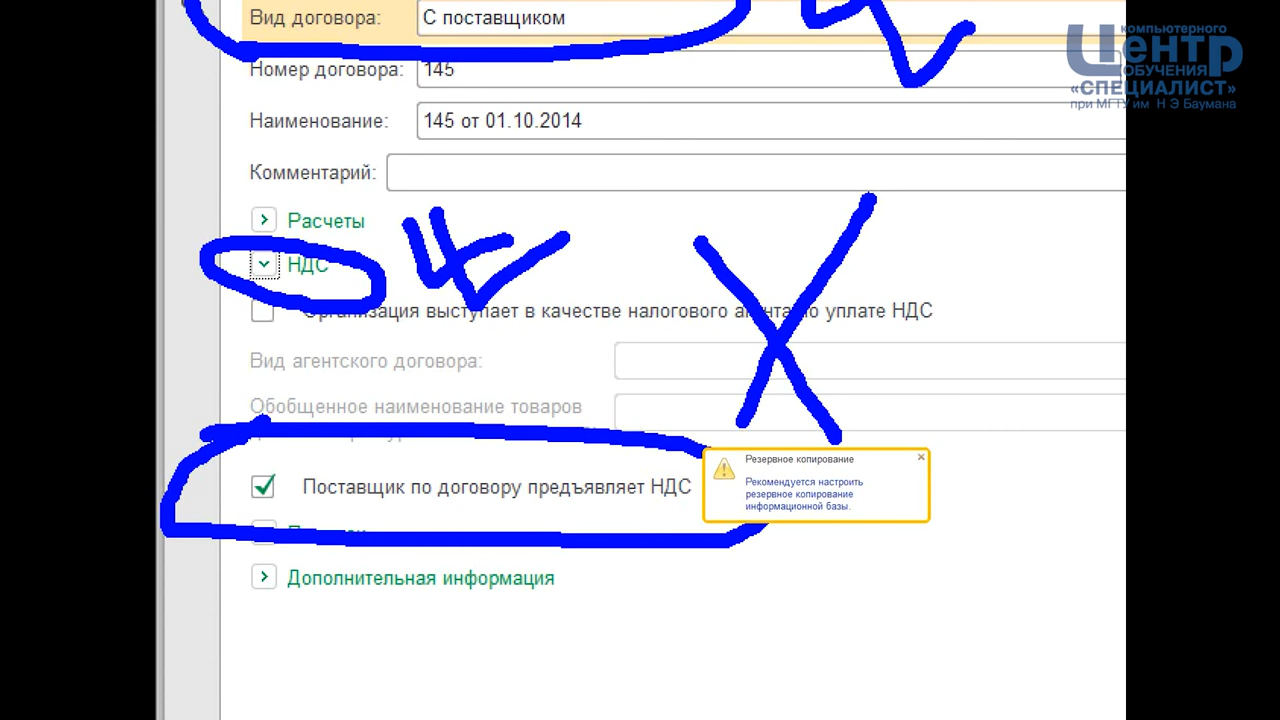 Вид договора: С поставщиком
компьютерного
Центр
ОБУЧЕНИЯ
«СПЕЦИАЛИСТ»
при МГТУ им Н Э Баумана
Номер договора: 145
Наименование: 145 от 01.10.2014
Комментарий:
Расчеты
НДС
Организация выступает в качестве налогового агента по уплате НДС
Вид агентского договора:
Обобщенное наименование товаров
Поставщик по договору предъявляет НДС
Резервное копирование
Рекомендуется настроить
резервное копирование
информационной базы.
Дополнительная информация